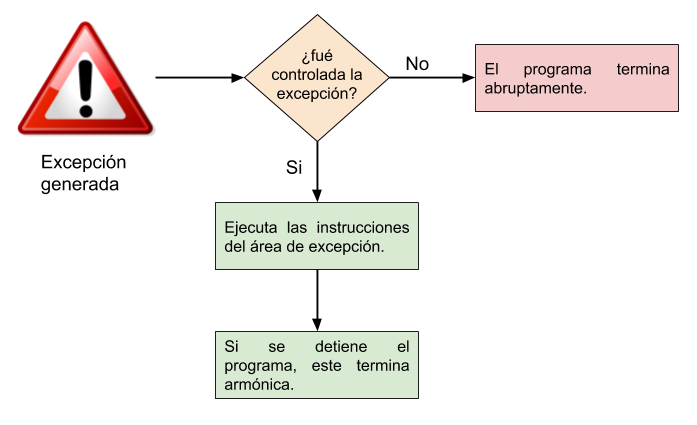 Excepción
generada
¿fué
controlada la
excepción?
No
El programa termina
abruptamente.
Si
Ejecuta las instrucciones
del área de excepción.
Si se detiene el
programa, este termina
armónica.